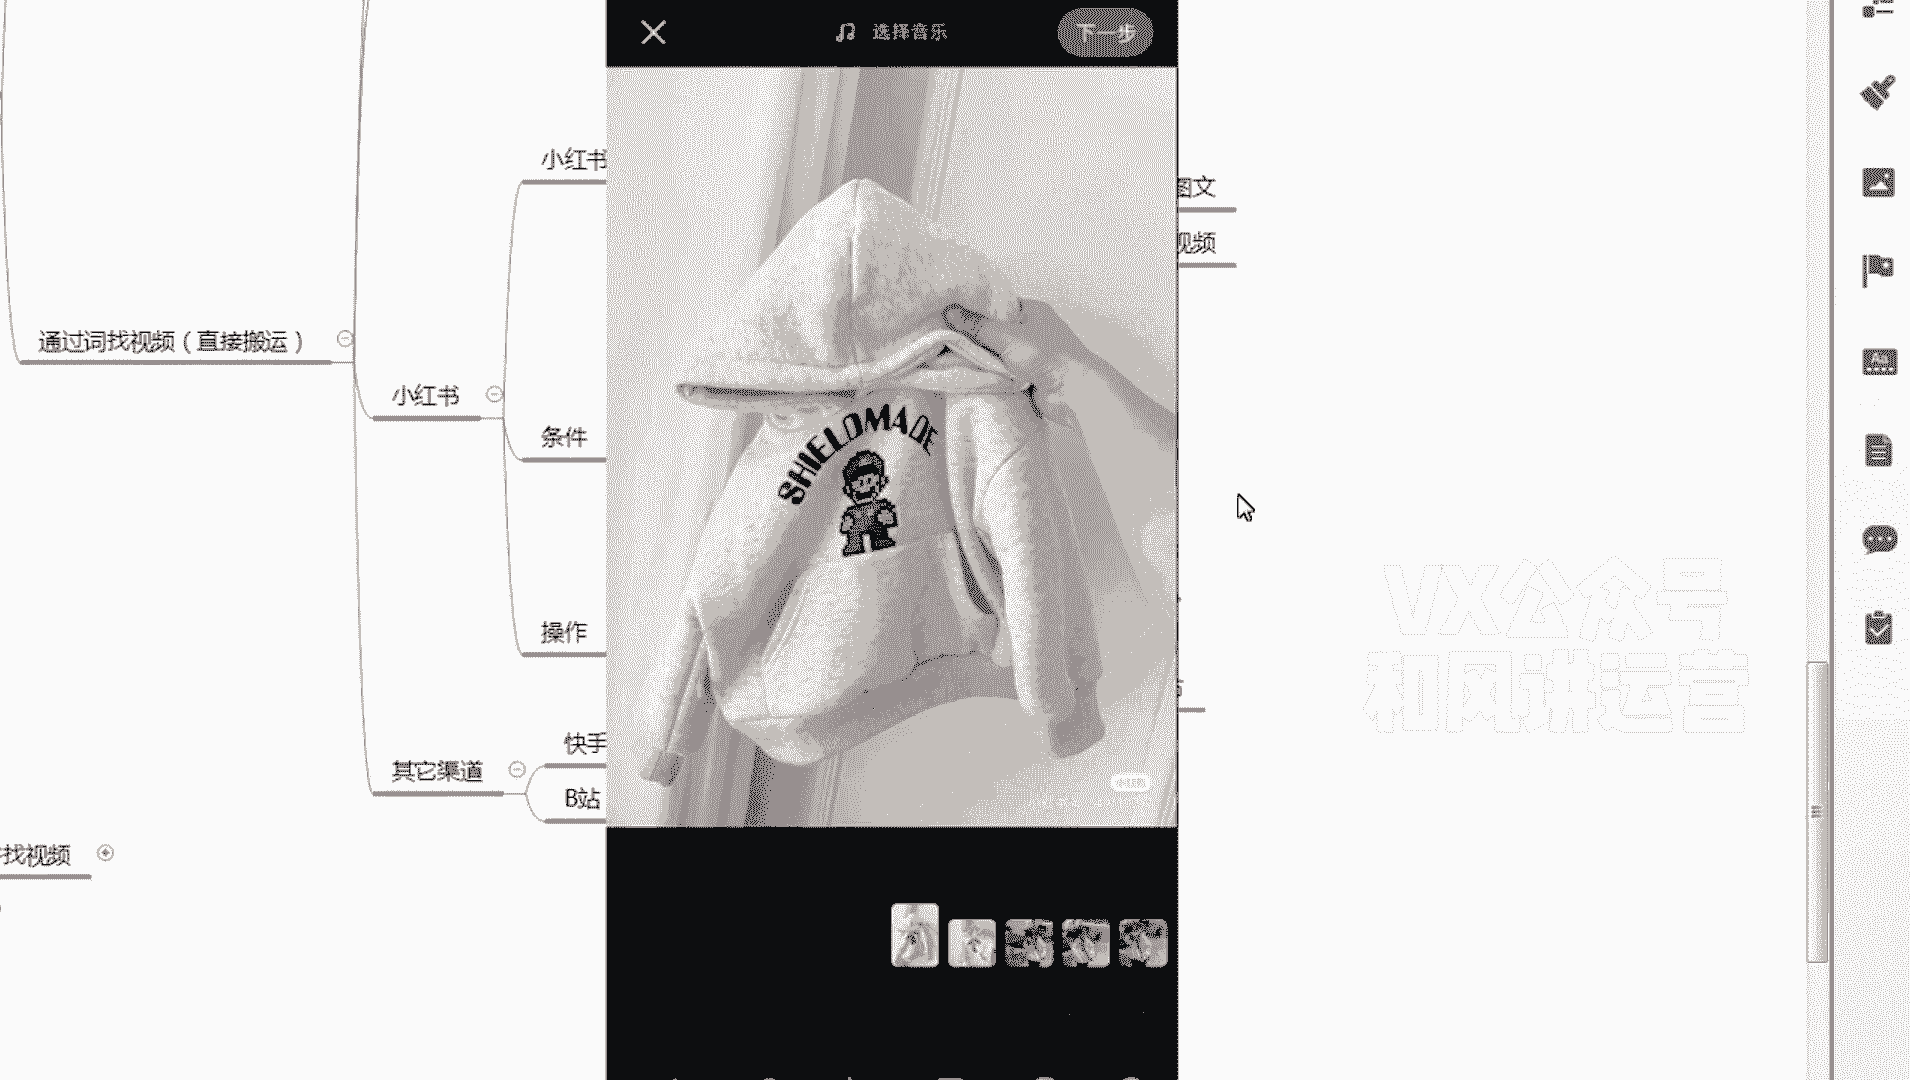 选择音乐
下一步
小红书
图文
视频
通过词找视频（直接搬运）
小红书
条件
SHIELDMADE
操作
VX公众号
和风讲运营
快手
其它渠道
B站
找视频